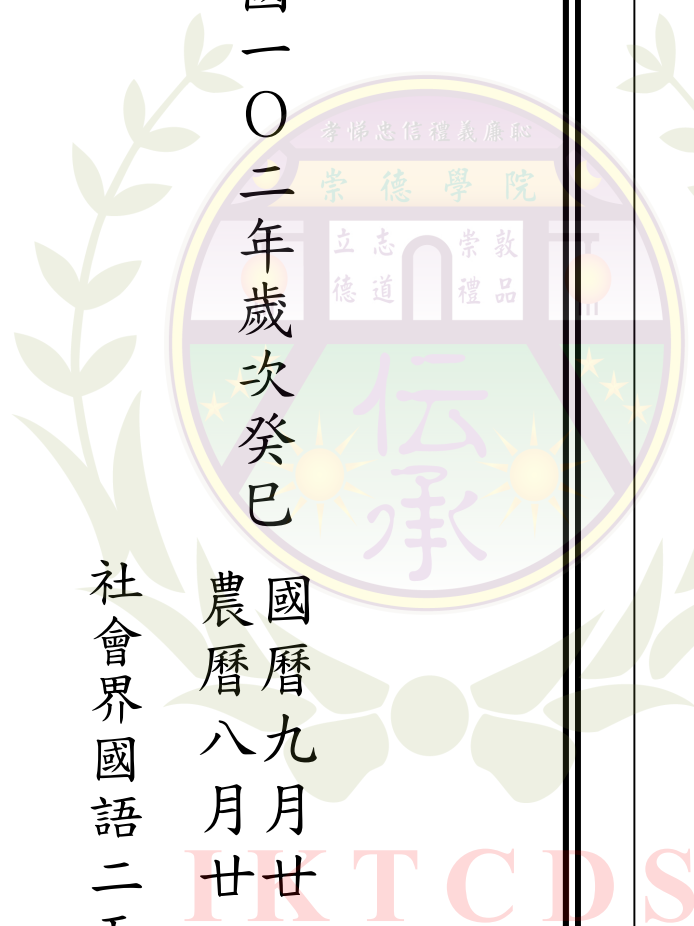 國一〇二年歲次癸巳
國曆九月廿
農曆八月廿
社會界國語二
孝悌忠信禮義廉恥
崇德學院
立志 崇敦
德道 禮品
伝承
IKTCDS